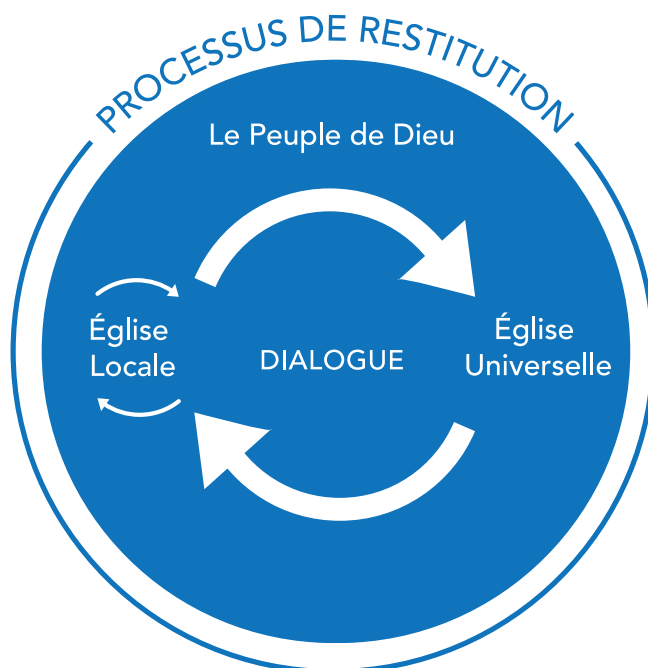 PROCESSUS DE RESTITUTION
Le Peuple de Dieu
Église
Locale
DIALOGUE
Église
Universelle